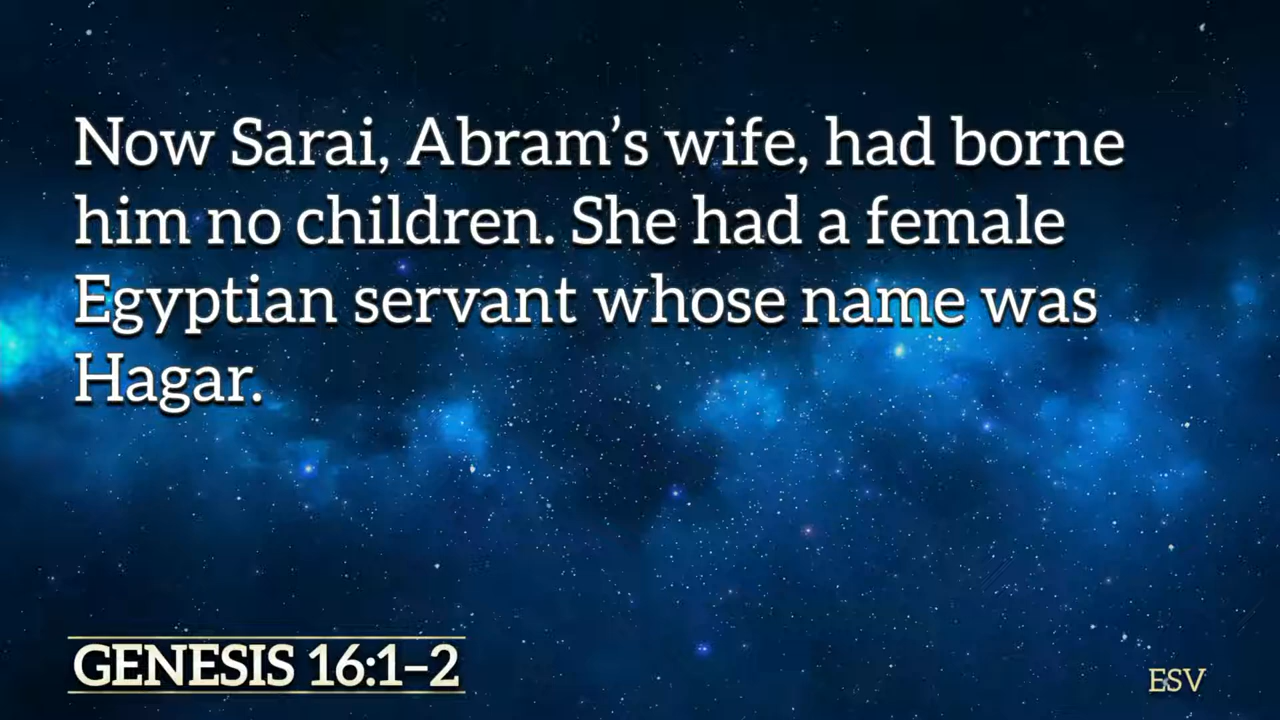 Now Sarai, Abram’s wife, had borne
him no children. She had a female
Egyptian servant whose name was
Hagar.
GENESIS 16:1–2
ESV